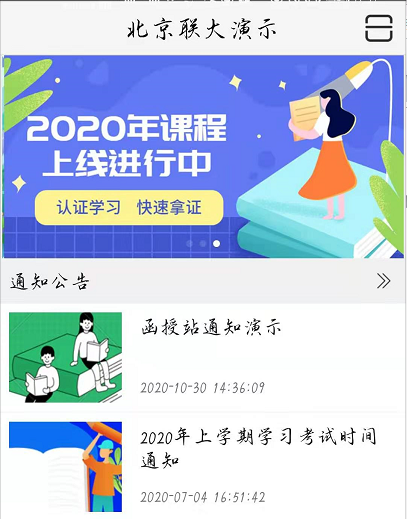 北京联大演示
2020年课程
上线进行中
认证学习 快速拿证
通知公告
函授站通知演示
2020-10-30 14:36:09
2020年上学期学习考试时间
通知
2020-07-04 16:51:42